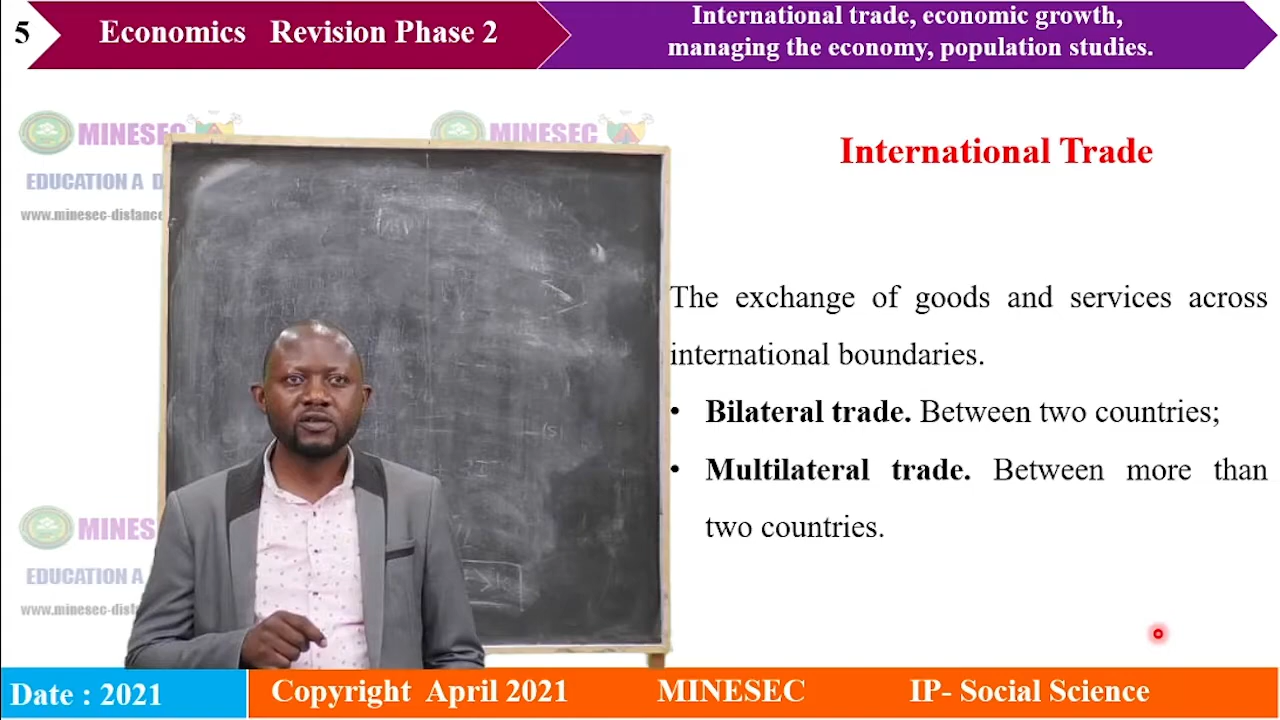 5
Economics Revision Phase 2
International trade, economic growth,
managing the economy, population studies.
MINESEC
MINESEC
EDUCATION A D
www.minesec-distance
International Trade
The exchange of goods and services across
international boundaries.
• Bilateral trade. Between two countries;
• Multilateral trade. Between more than
two countries.
(5)
MINES
EDUCATION A
www.minesec-dist
Date : 2021
Copyright April 2021
MINESEC
IP- Social Science